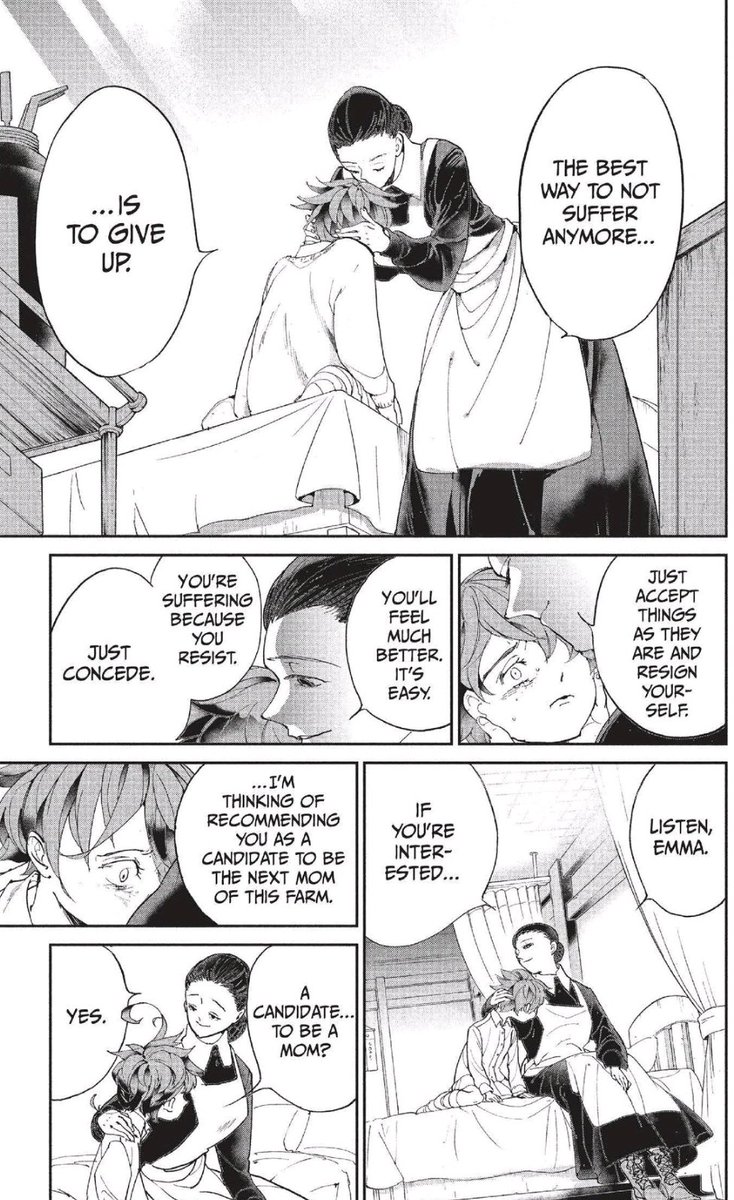 THE BEST
WAY TO NOT
SUFFER
ANYMORE...
...IS
TO GIVE
UP.
JUST
ACCEPT
THINGS
AS THEY
ARE AND
RESIGN
YOUR-
SELF.
YOU'LL
FEEL
MUCH
BETTER.
IT'S
EASY.
YOU'RE
SUFFERING
BECAUSE
YOU
RESIST.
JUST
CONCEDE.
LISTEN,
EMMA.
IF
YOU'RE
INTER-
ESTED...
...I'M
THINKING OF
RECOMMENDING
YOU AS A
CANDIDATE TO BE
THE NEXT MOM
OF THIS FARM.
A
CANDIDATE...
TO BE A
MOM?
YES.